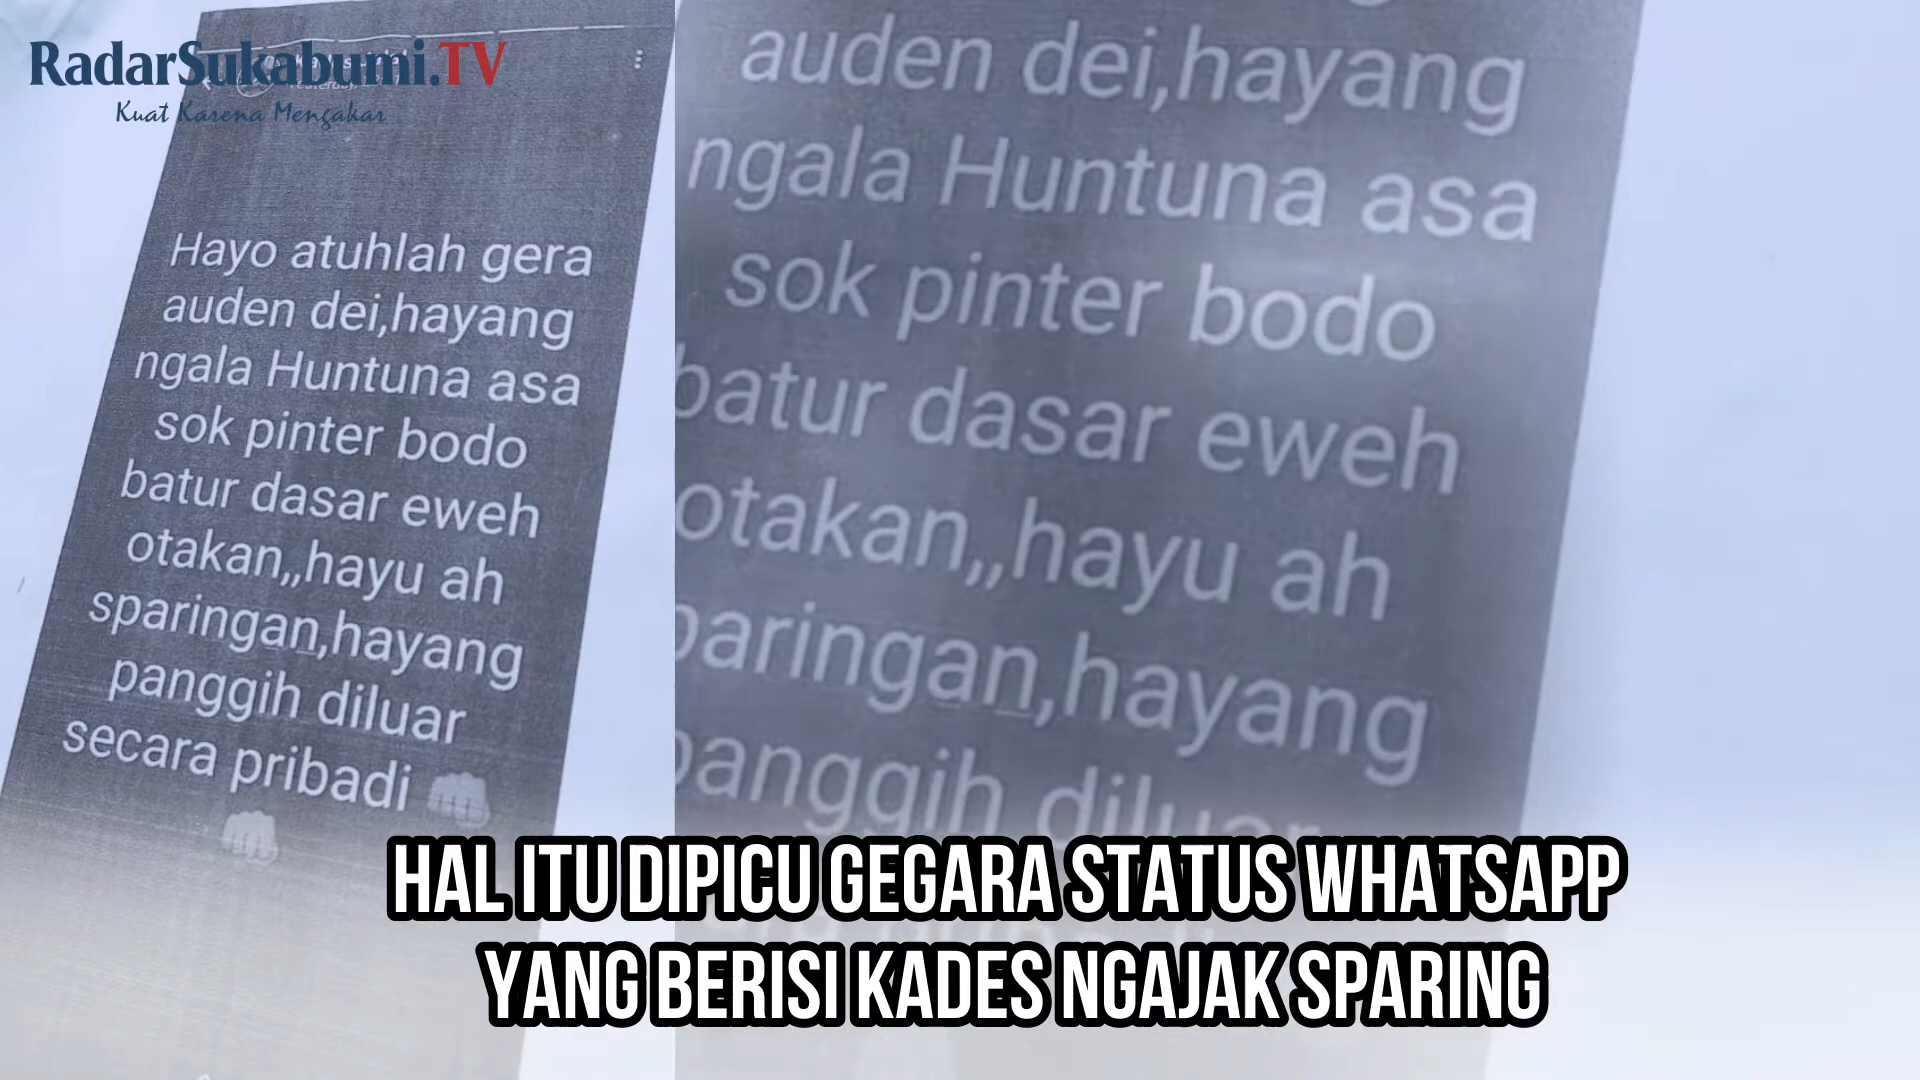 RadarSukabumi.TV
Kuat Karena Mengakar
Hayo atuhlah gera
auden dei,hayang
ngala Huntuna asa
sok pinter bodo
batur dasar eweh
otakan,,hayu ah
sparingan,hayang
panggih diluar
secara pribadi
auden dei,hayang
ngala Huntuna asa
sok pinter bodo
batur dasar eweh
otakan,,hayu ah
paringan,hayang
panggih diluar
HAL ITU DIPICU GEGARA STATUS WHATSAPP
YANG BERISI KADES NGAJAK SPARING